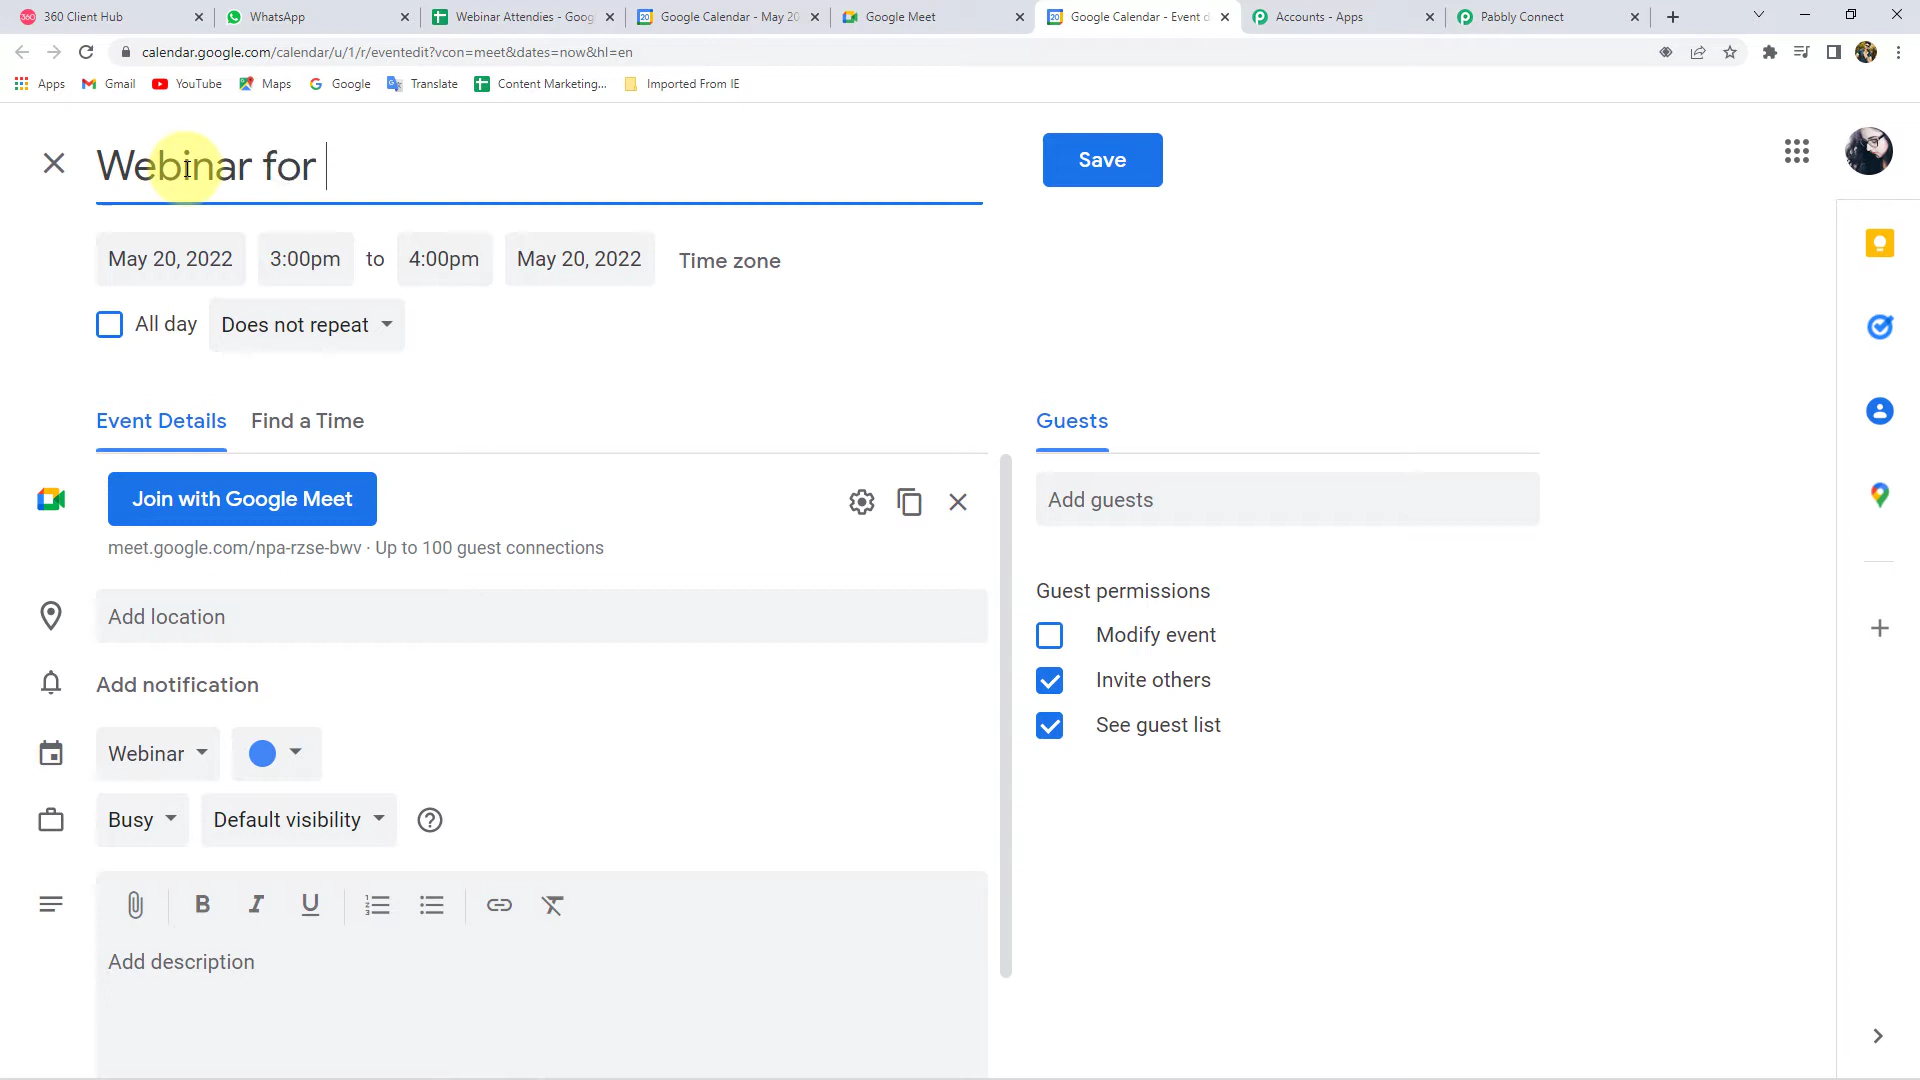 360 Client Hub
WhatsApp
Webinar Attendies - Goog
Google Calendar - May 20
Google Meet
Google Calendar - Event d
Accounts - Apps
Pabbly Connect
calendar.google.com/calendar/u/1/r/eventedit?vcon=meet&dates=now&hl=en
Apps
Gmail
YouTube
Maps
Google
Translate
Content Marketing...
Imported From IE
Webinar for
Save
May 20, 2022
3:00pm
to
4:00pm
May 20, 2022
Time zone
All day
Does not repeat
Event Details
Find a Time
Guests
Join with Google Meet
meet.google.com/npa-rzse-bwv · Up to 100 guest connections
Add guests
Guest permissions
Modify event
Invite others
See guest list
Add location
Add notification
Webinar
Busy
Default visibility
B
I
U
Add description